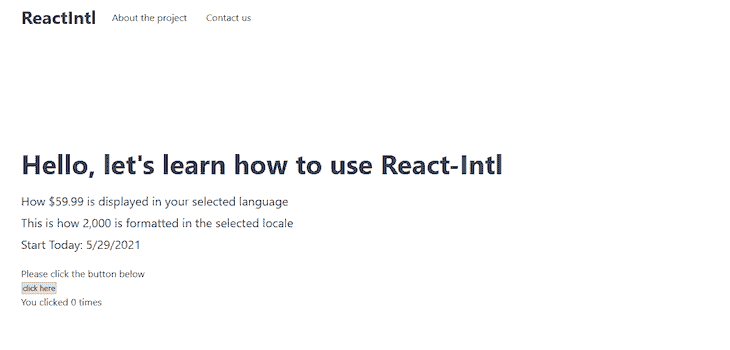 ReactIntl About the project Contact us
Hello, let's learn how to use React-Intl
How $59.99 is displayed in your selected language
This is how 2,000 is formatted in the selected locale
Start Today: 5/29/2021
Please click the button below
click here
You clicked 0 times